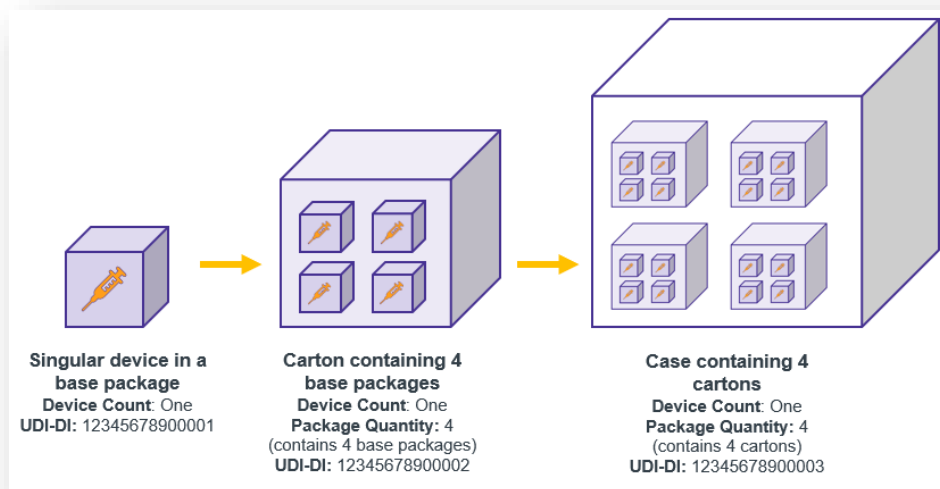 Singular device in a
base package
Device Count: One
UDI-DI: 12345678900001
Carton containing 4
base packages
Device Count: One
Package Quantity: 4
(contains 4 base packages)
UDI-DI: 12345678900002
Case containing 4
cartons
Device Count: One
Package Quantity: 4
(contains 4 cartons)
UDI-DI: 12345678900003